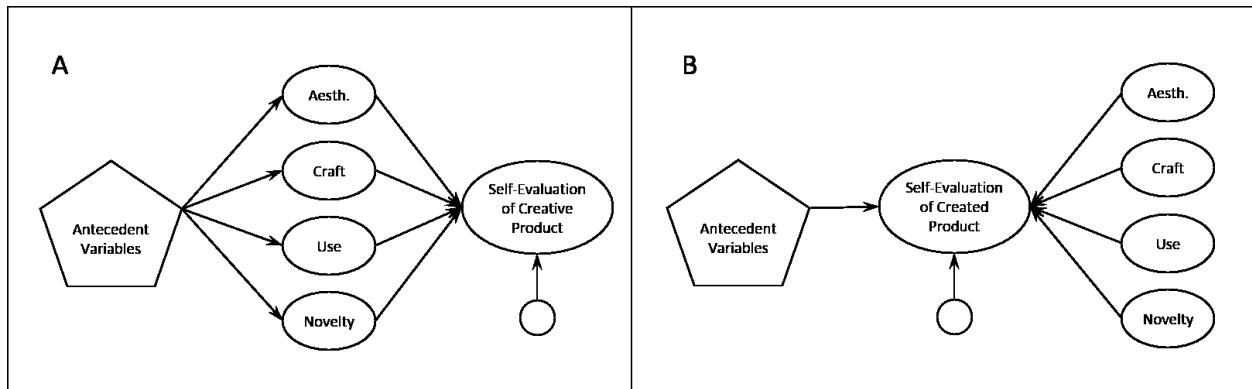 A
Aesth.
Craft
Use
Novelty
Antecedent
Variables
Self-Evaluation
of Creative
Product
B
Antecedent
Variables
Self-Evaluation
of Created
Product
Aesth.
Craft
Use
Novelty